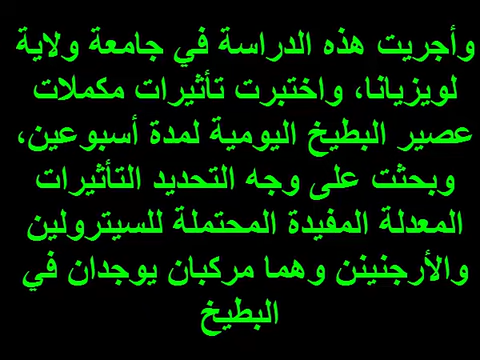 وأجريت هذه الدراسة في جامعة ولاية
لويزيانا، واختبرت تأثيرات مكملات
عصير البطيخ اليومية لمدة أسبوعين،
وبحثت على وجه التحديد التأثيرات
المعدلة المفيدة المحتملة للسيترولين
والأرجنينن وهما مركبان يوجدان في
البطيخ